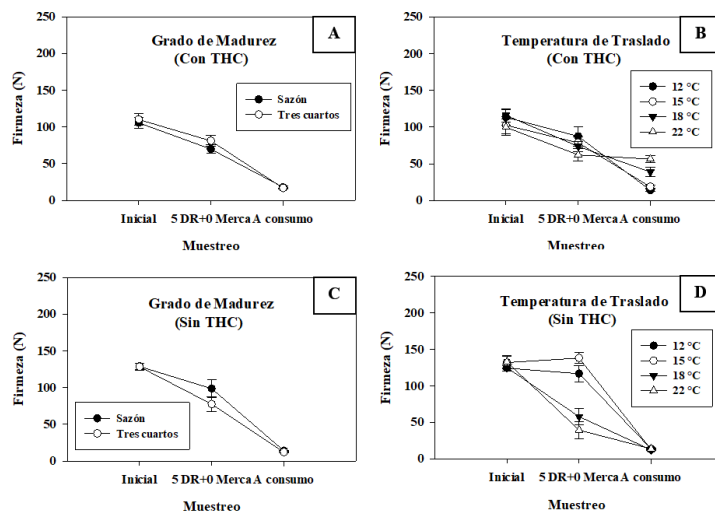 A
Grado de Madurez
(Con THC)
Sazón
Tres cuartos
Firmeza (N)
250
200
150
100
50
0
Inicial
5 DR+0 Merca
A consumo
Muestreo
B
Temperatura de Traslado
(Con THC)
12 °C
15 °C
18 °C
22 °C
Firmeza (N)
250
200
150
100
50
0
Inicial
5 DR+0 Merca
A consumo
Muestreo
C
Grado de Madurez
(Sin THC)
Sazón
Tres cuartos
Firmeza (N)
250
200
150
100
50
0
Inicial
5 DR+0 Merca
A consumo
Muestreo
D
Temperatura de Traslado
(Sin THC)
12 °C
15 °C
18 °C
22 °C
Firmeza (N)
250
200
150
100
50
0
Inicial
5 DR+0 Merca
A consumo
Muestreo